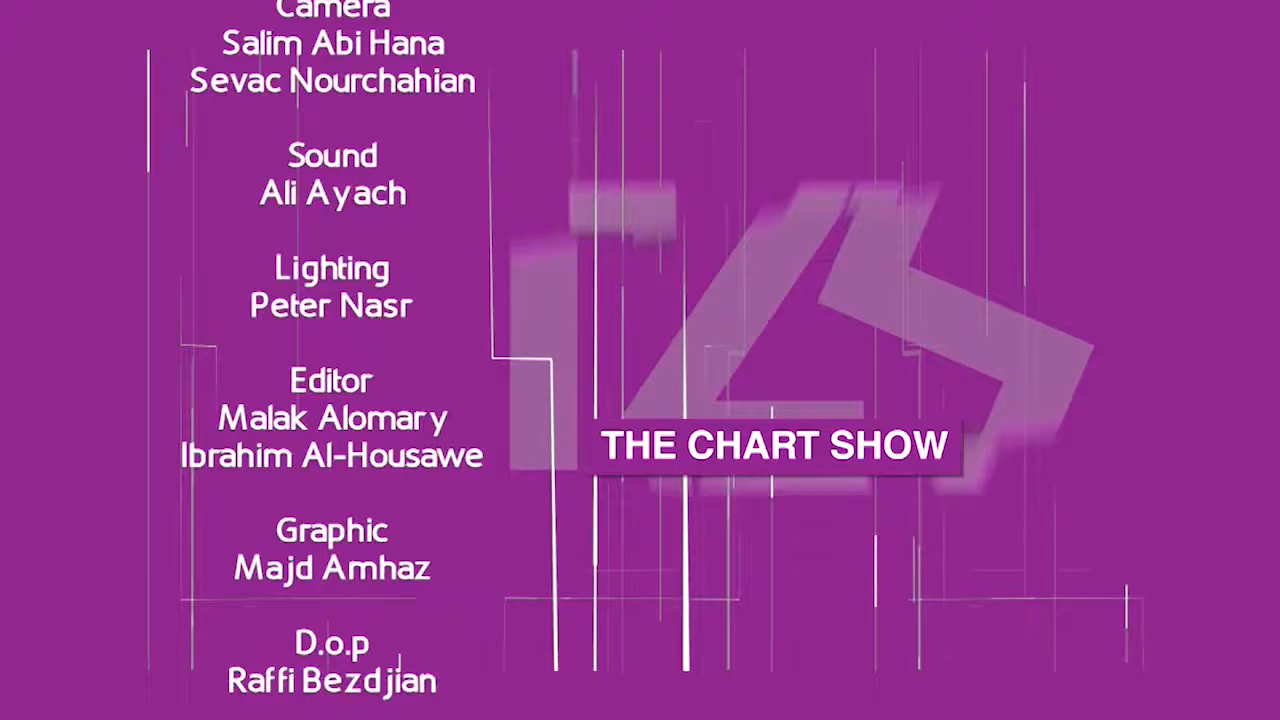 Camera
Salim Abi Hana
Sevac Nourchahian
Sound
Ali Ayach
Lighting
Peter Nasr
Editor
Malak Alomary
Ibrahim Al-Housawe
THE CHART SHOW
Graphic
Majd Amhaz
D.o.p
Raffi Bezdjian